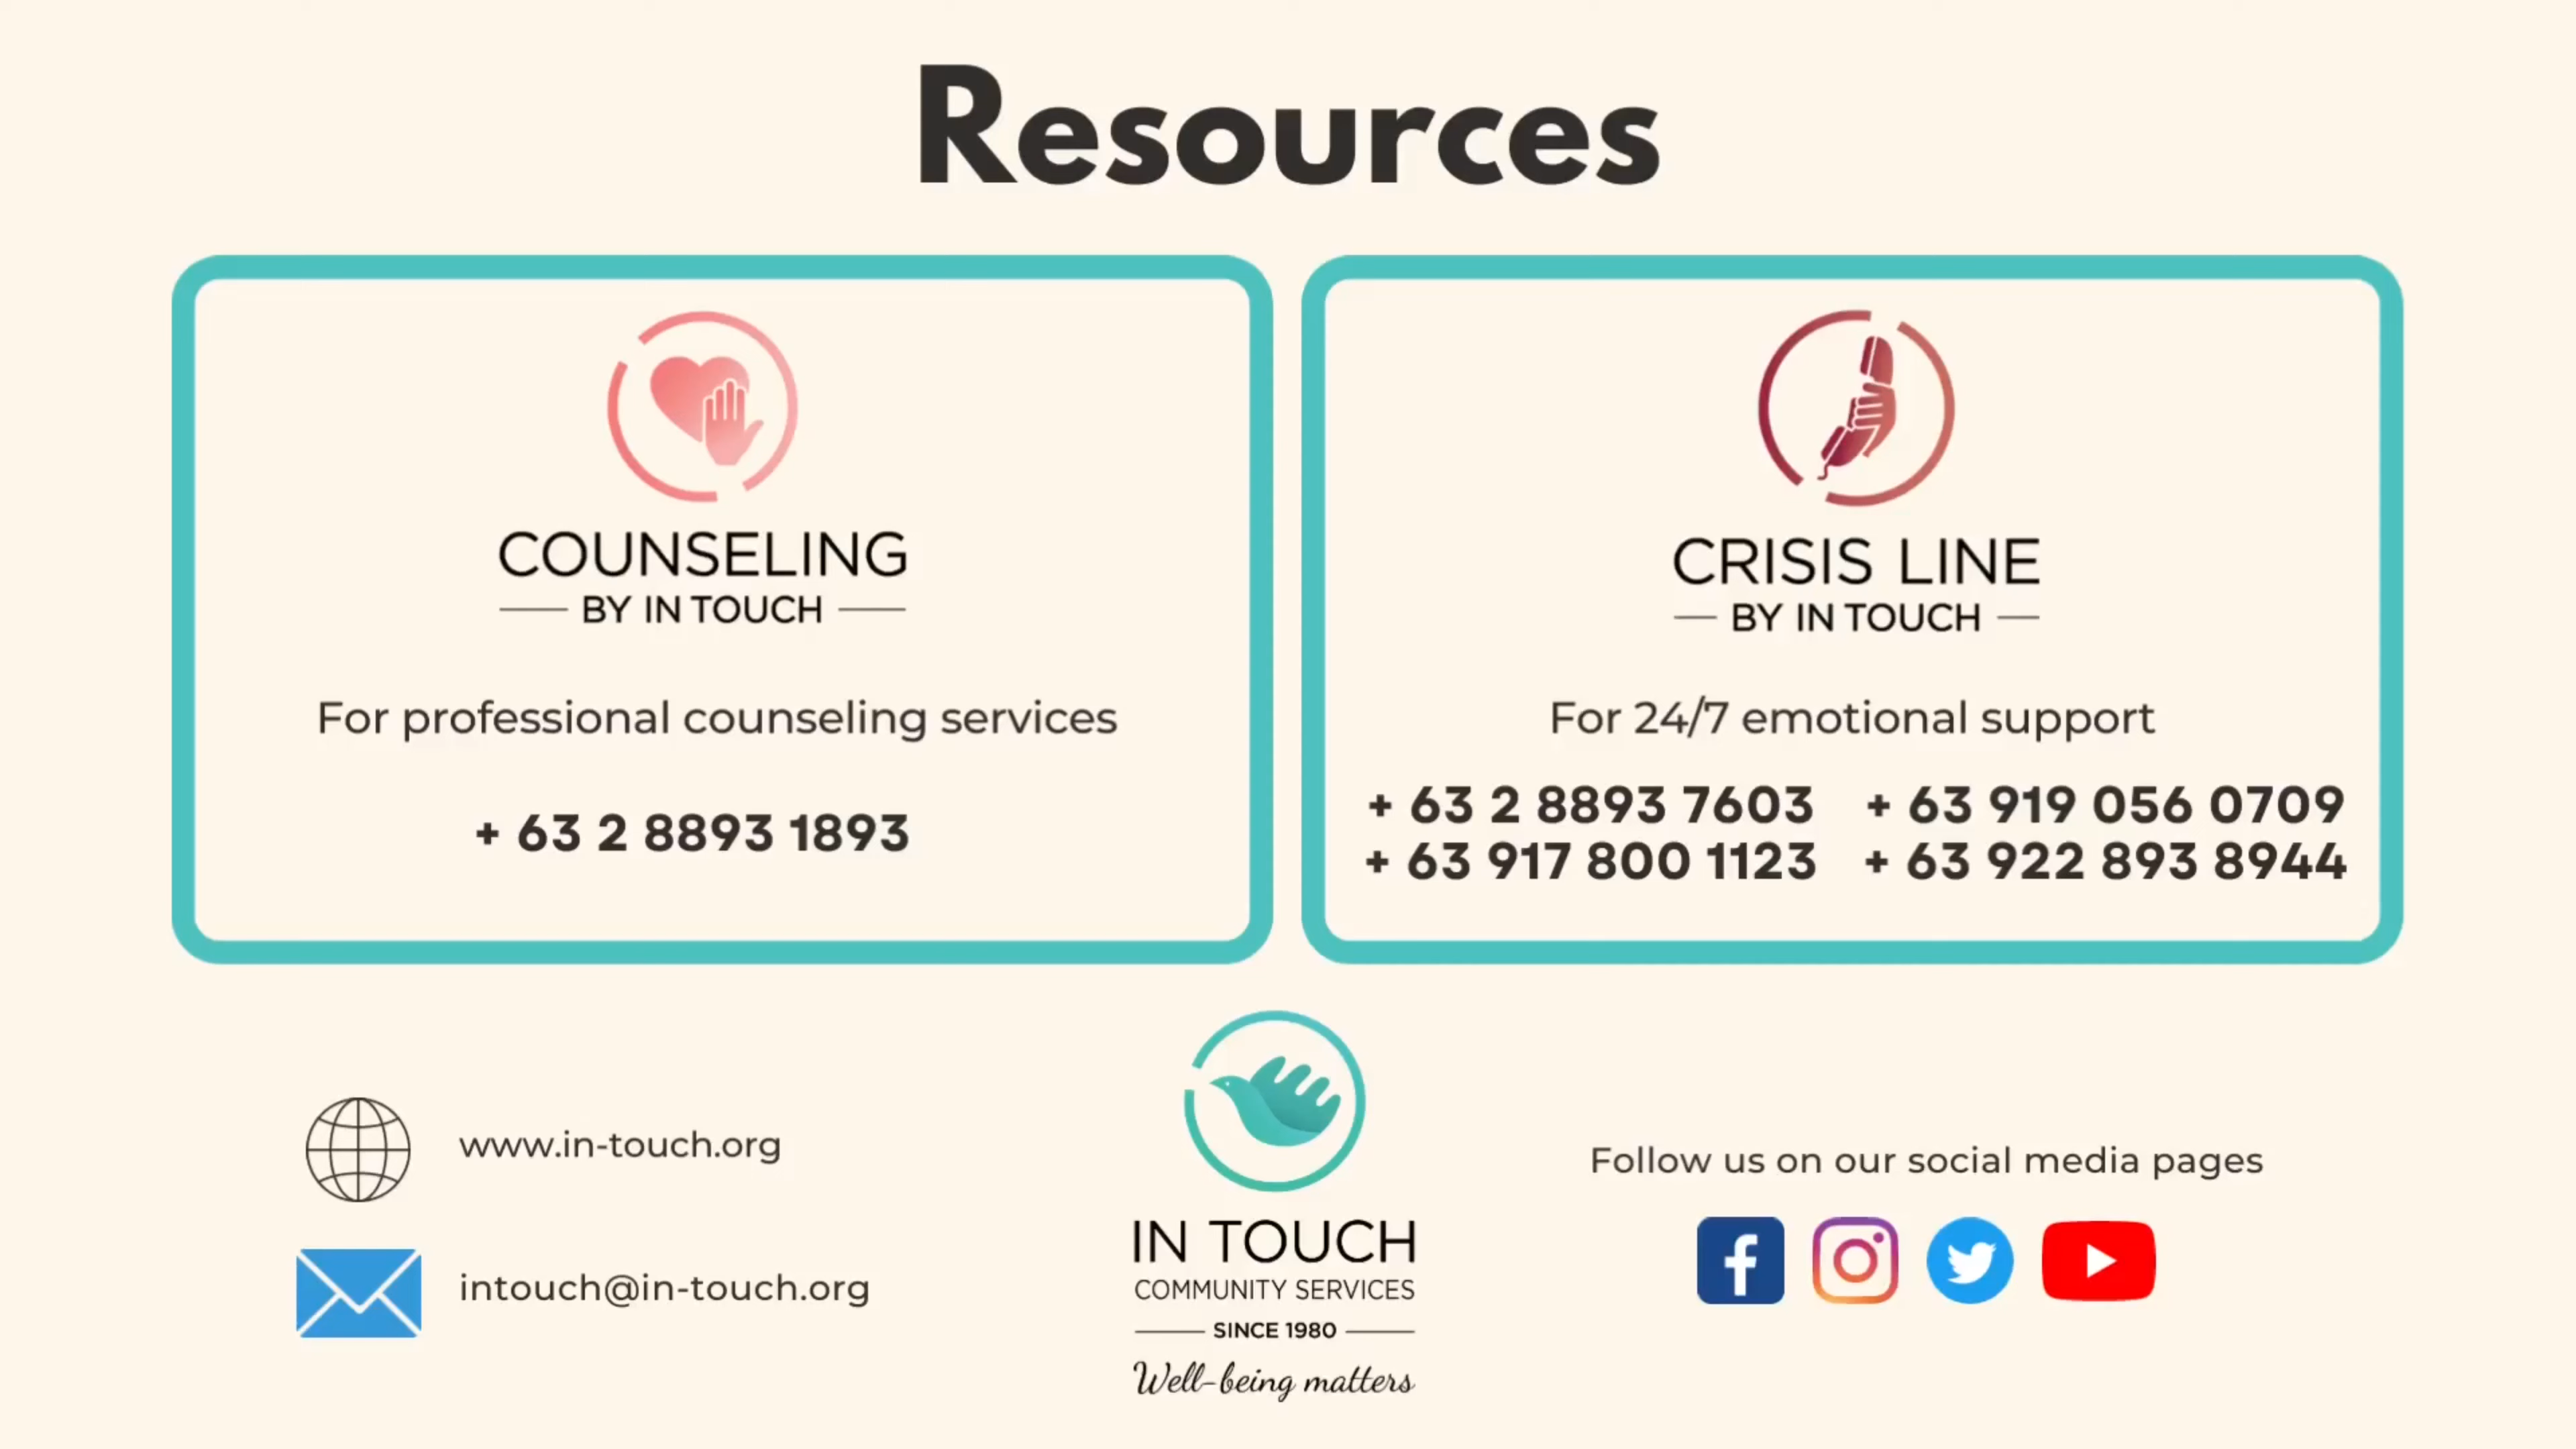 Resources
COUNSELING
BY IN TOUCH
For professional counseling services
+ 63 2 8893 1893
CRISIS LINE
BY IN TOUCH
For 24/7 emotional support
+ 63 2 8893 7603 + 63 919 056 0709
+ 63 917 800 1123 + 63 922 893 8944
www.in-touch.org
intouch@in-touch.org
IN TOUCH
COMMUNITY SERVICES
SINCE 1980
Well-being matters
Follow us on our social media pages